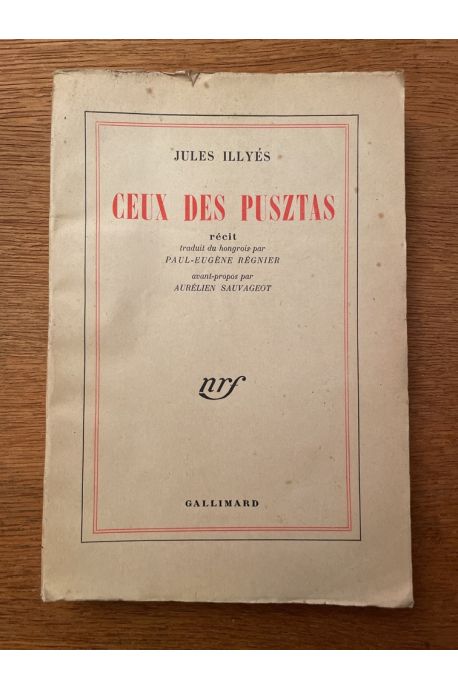 JULES ILLYÉS
CEUX DES PUSZTAS
récit
traduit du hongrois par
PAUL-EUGÈNE RÉGNIER
avant-propos par
AURÉLIEN SAUVAGEOT
nrf
GALLIMARD